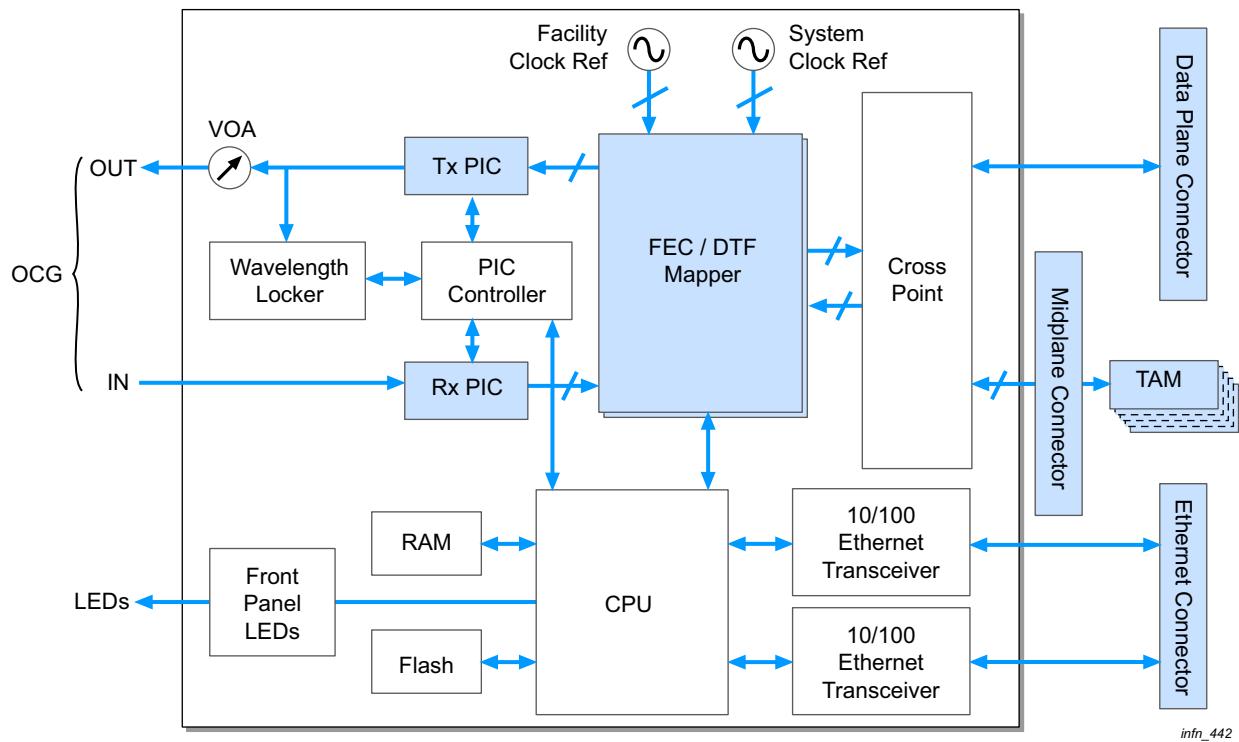 Facility
Clock Ref
System
Clock Ref
VOA
OUT
Tx PIC
Data Plane Connector
OCG
Wavelength
Locker
PIC
Controller
FEC / DTF
Mapper
Cross
Point
Midplane Connector
IN
Rx PIC
TAM
RAM
10/100
Ethernet
Transceiver
Ethernet Connector
LEDs
Front
Panel
LEDs
CPU
Flash
10/100
Ethernet
Transceiver
infn_442